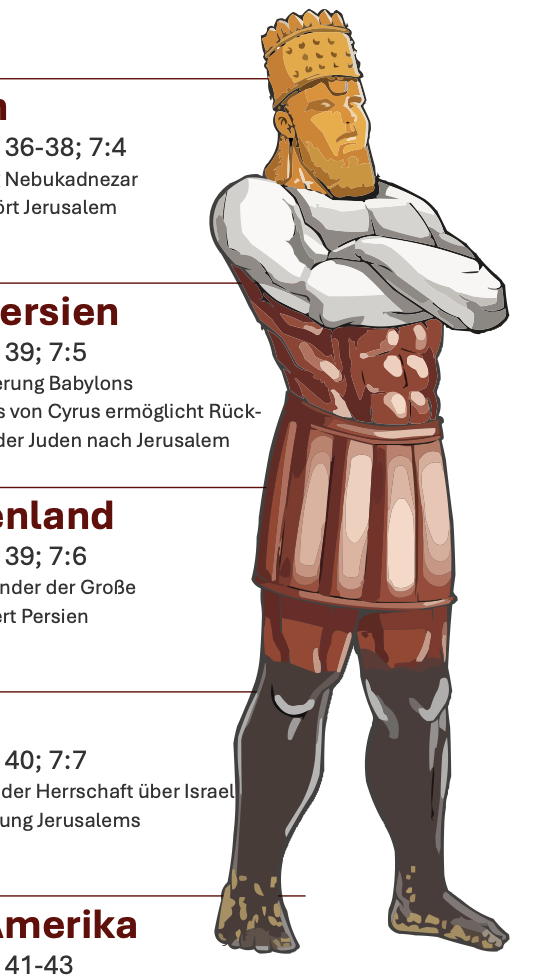 n
36-38; 7:4
g Nebukadnezar
ört Jerusalem
ersien
39; 7:5
erung Babylons
s von Cyrus ermöglicht Rück-
der Juden nach Jerusalem
enland
39; 7:6
nder der Große
ert Persien
40; 7:7
der Herrschaft über Israel
ung Jerusalems
Amerika
41-43